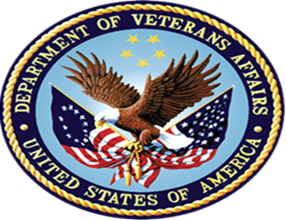 DEPARTMENT OF VETERANS AFFAIRS
UNITED STATES OF AMERICA